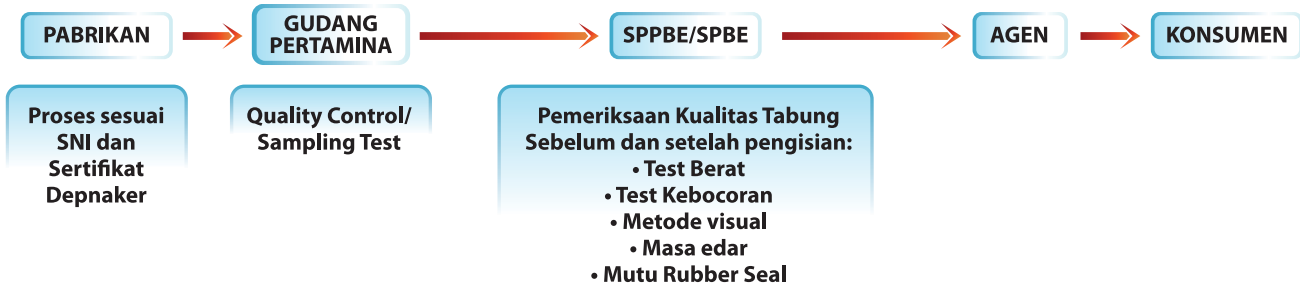 PABRIKAN
GUDANG
PERTAMINA
SPPBE/SPBE
AGEN
KONSUMEN
Proses sesuai
SNI dan
Sertifikat
Depnaker
Quality Control/
Sampling Test
Pemeriksaan Kualitas Tabung
Sebelum dan setelah pengisian:
• Test Berat
• Test Kebocoran
• Metode visual
• Masa edar
• Mutu Rubber Seal